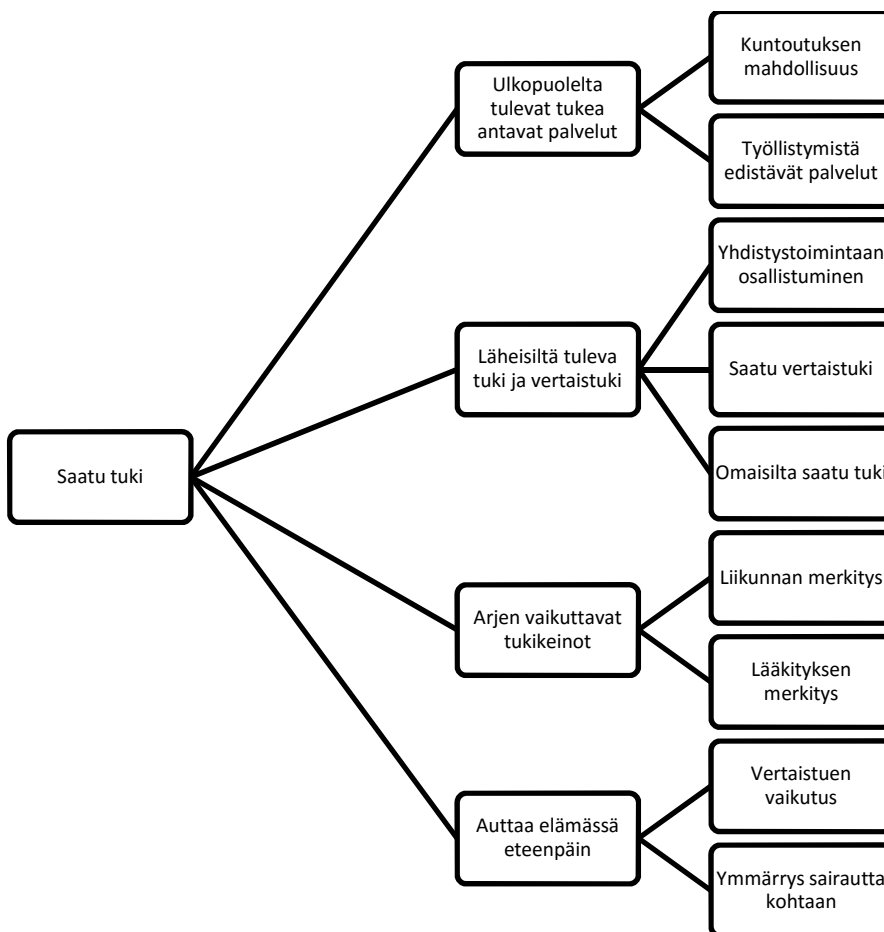 Saatu tuki
Ulkopuolelta
tulevat tukea
antavat palvelut
Kuntoutuksen
mahdollisuus
Työllistymistä
edistävät palvelut
Läheisiltä tuleva
tuki ja vertaistuki
Yhdistystoimintaan
osallistuminen
Saatu vertaistuki
Omaisilta saatu tuki
Arjen vaikuttavat
tukikeinot
Liikunnan merkitys
Lääkityksen
merkitys
Auttaa elämässä
eteenpäin
Vertaistuen
vaikutus
Ymmärrys sairautta
kohtaan